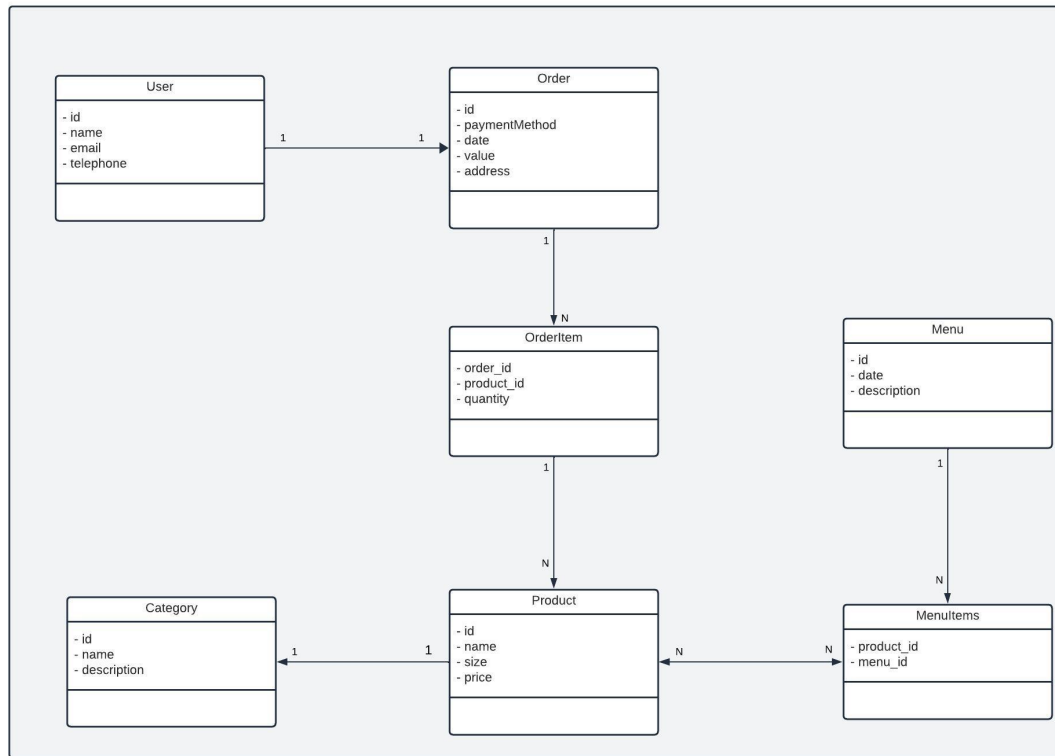 User
- id
- name
- email
- telephone
1
1
Order
- id
- paymentMethod
- date
- value
- address
1
N
OrderItem
- order_id
- product_id
- quantity
1
N
Menu
- id
- date
- description
1
N
Category
- id
- name
- description
1
1
Product
- id
- name
- size
- price
N
N
MenuItems
- product_id
- menu_id